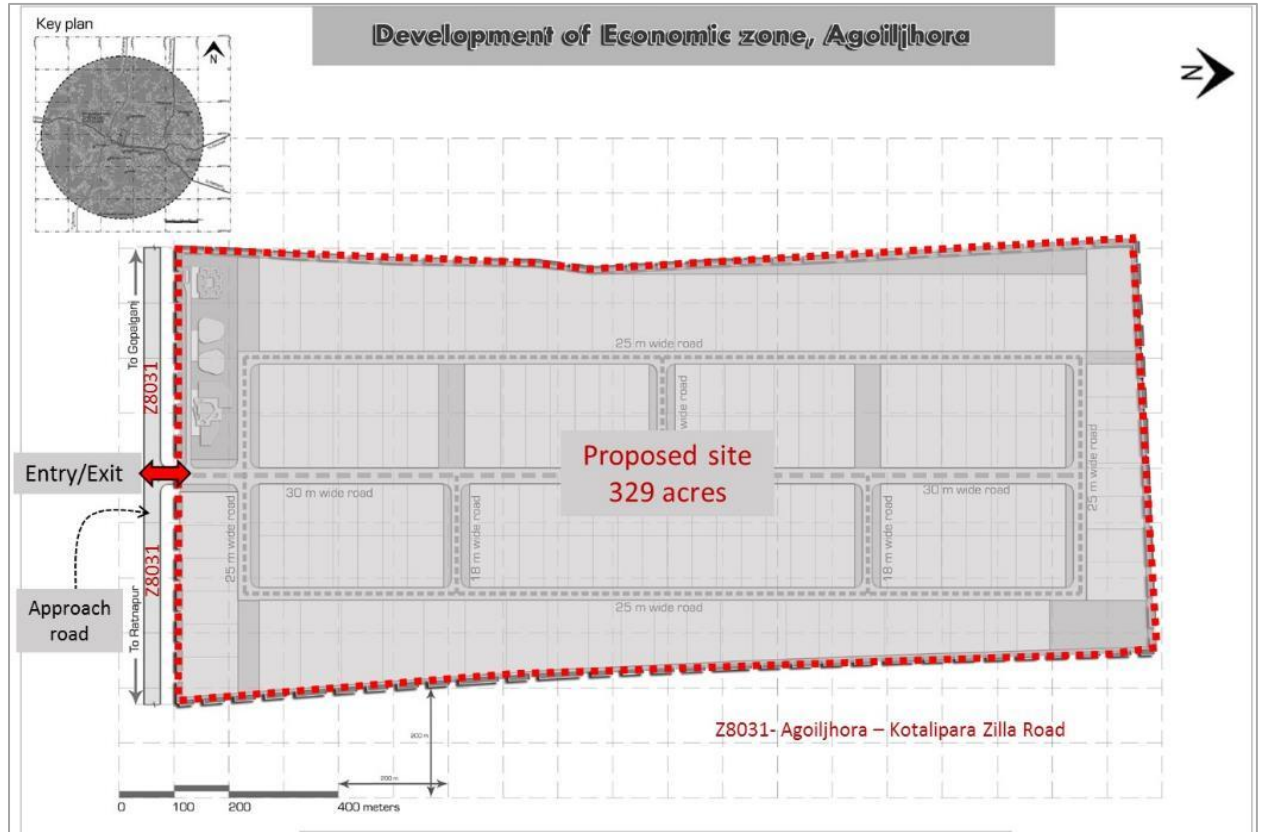 Key plan
N
Development of Economic zone, Agoiljhora
N
To Gopalganj
Z8031
25 m wide road
wide road
wide road
Entry/Exit
Proposed site
329 acres
30 m wide road
30 m wide road
25 m wide road
25 m wide road
18 m wide road
18 m wide road
Z8031
Approach
road
To Ratnapur
25 m wide road
Z8031- Agoiljhora – Kotalipara Zilla Road
200 m
200 m
0 100 200 400 meters